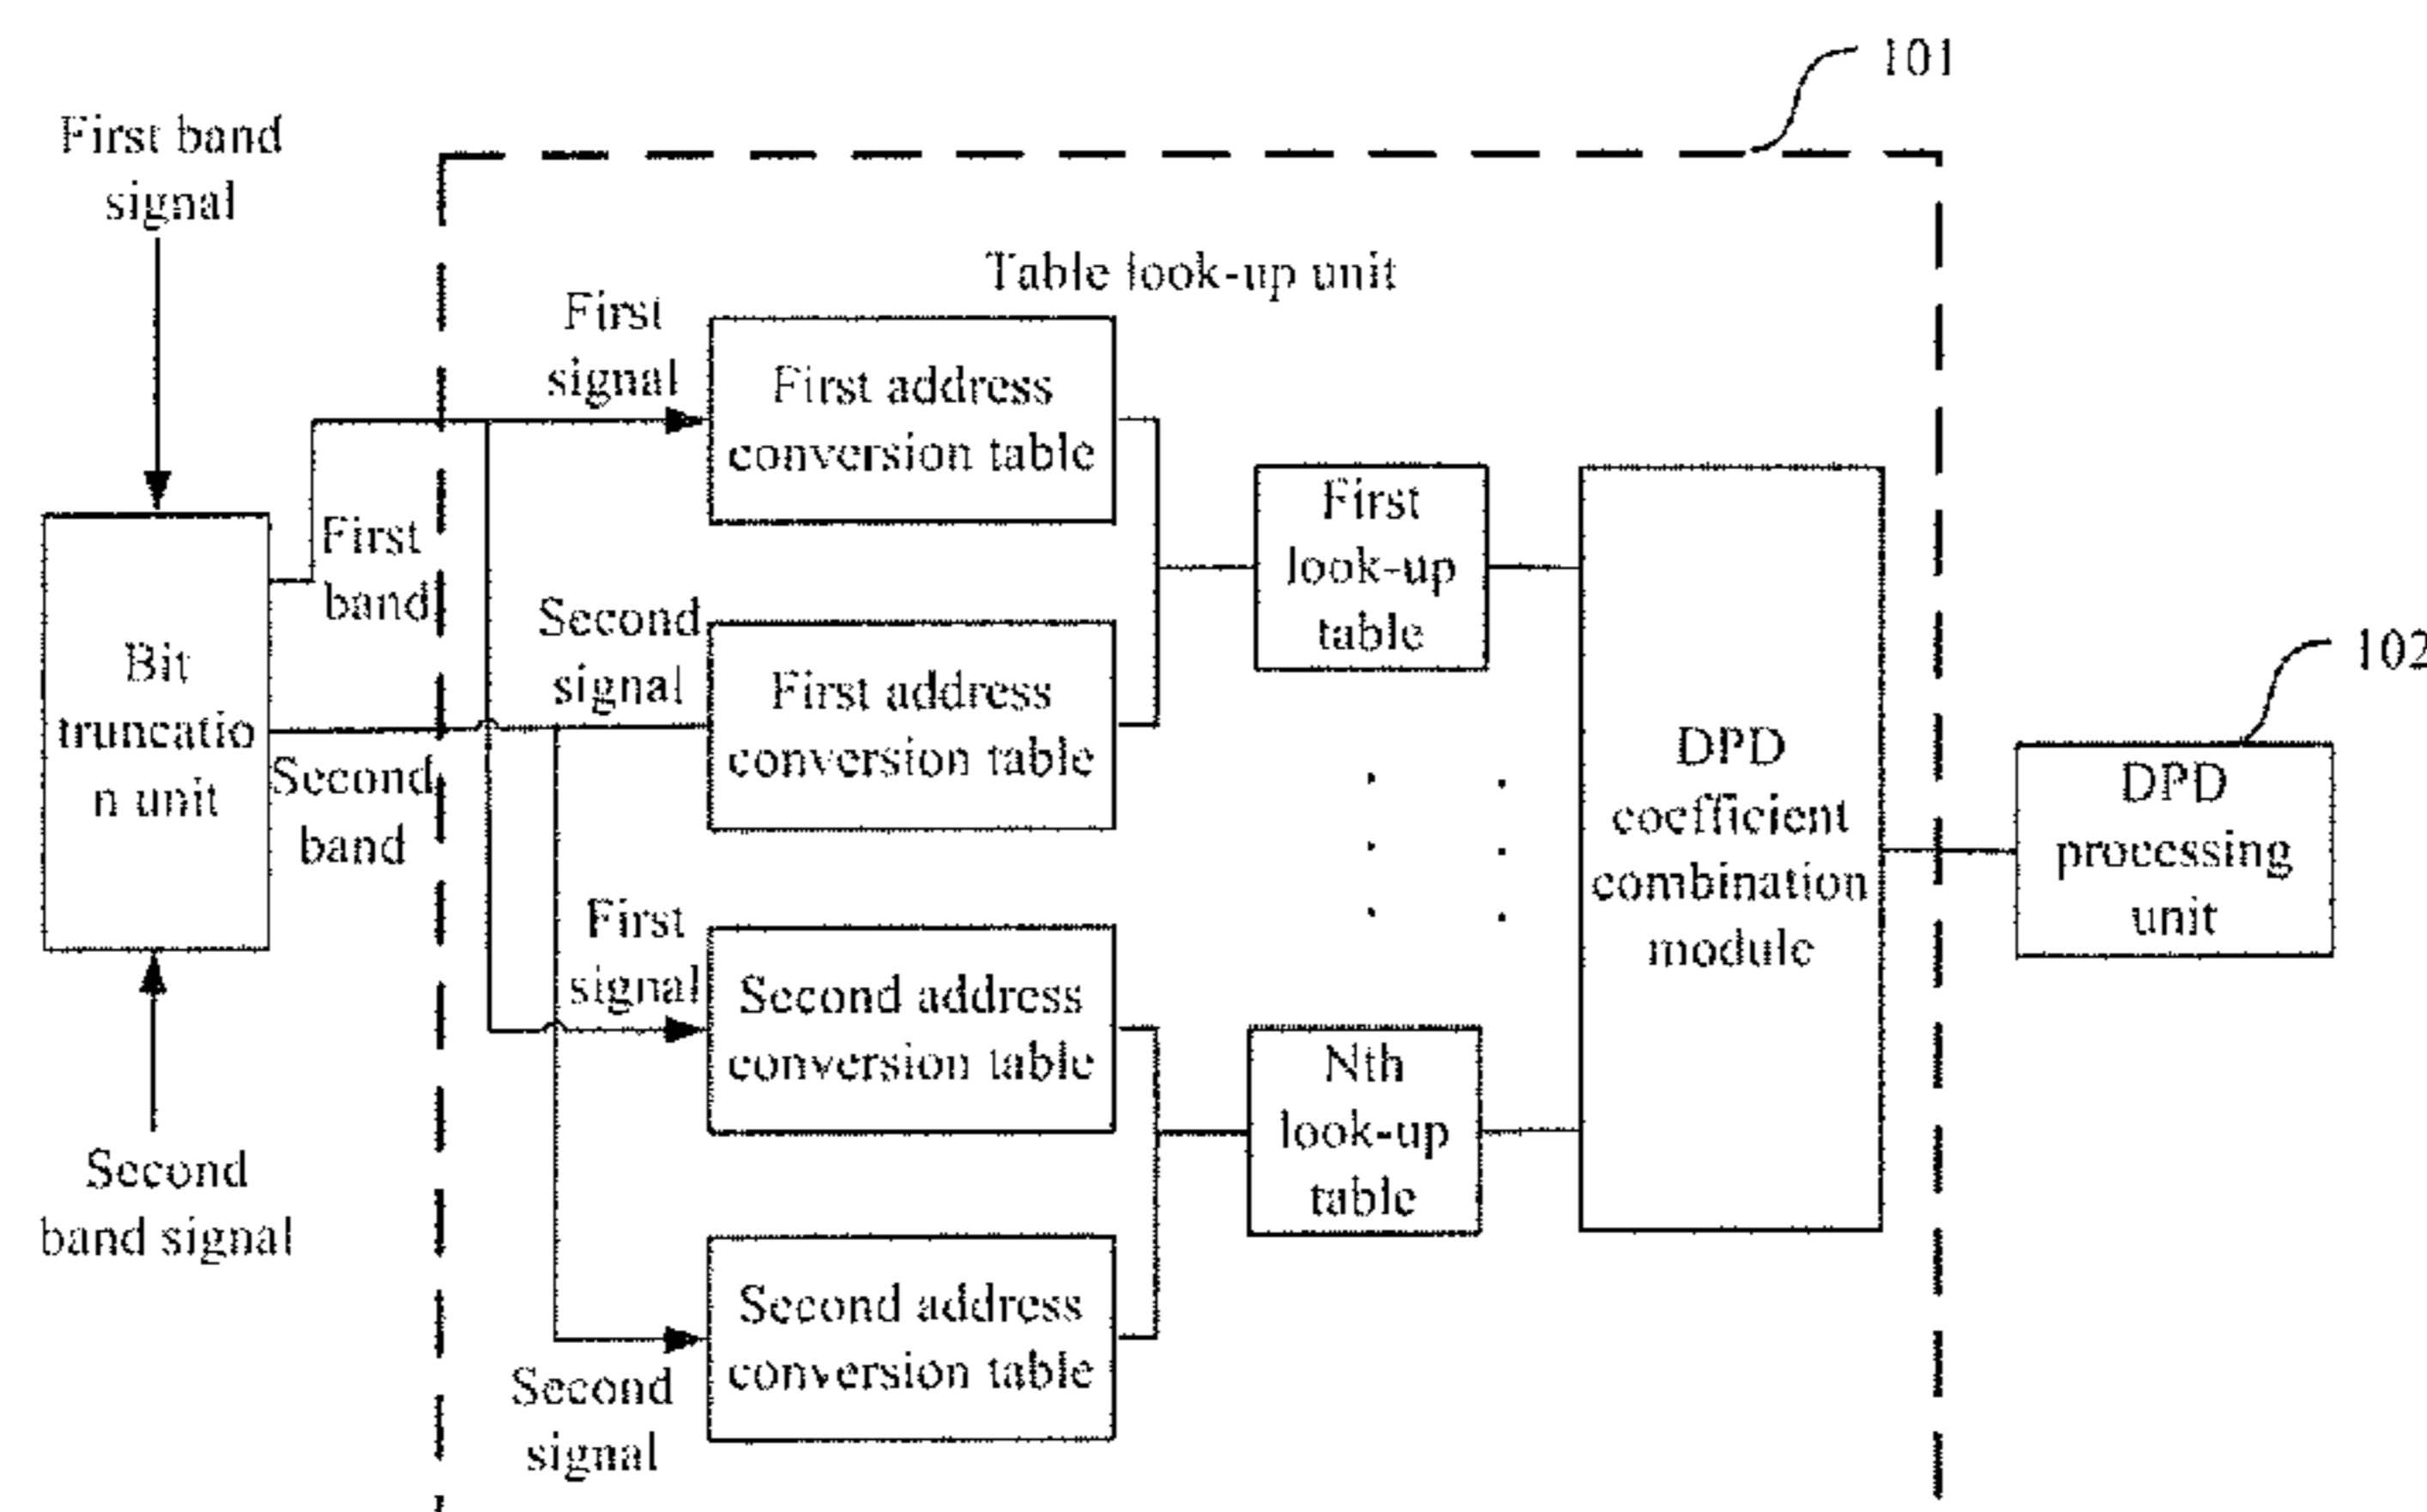 101
First band
signal
Table look-up unit
First
signal
First address
conversion table
First
band
First
look-up
table
Second
signal
First address
conversion table
Bit
truncatio
n unit
Second
band
DPD
coefficient
combination
module
102
DPD
processing
unit
First
signal
Second address
conversion table
Nth
look-up
table
Second
band signal
Second address
conversion table
Second
signal